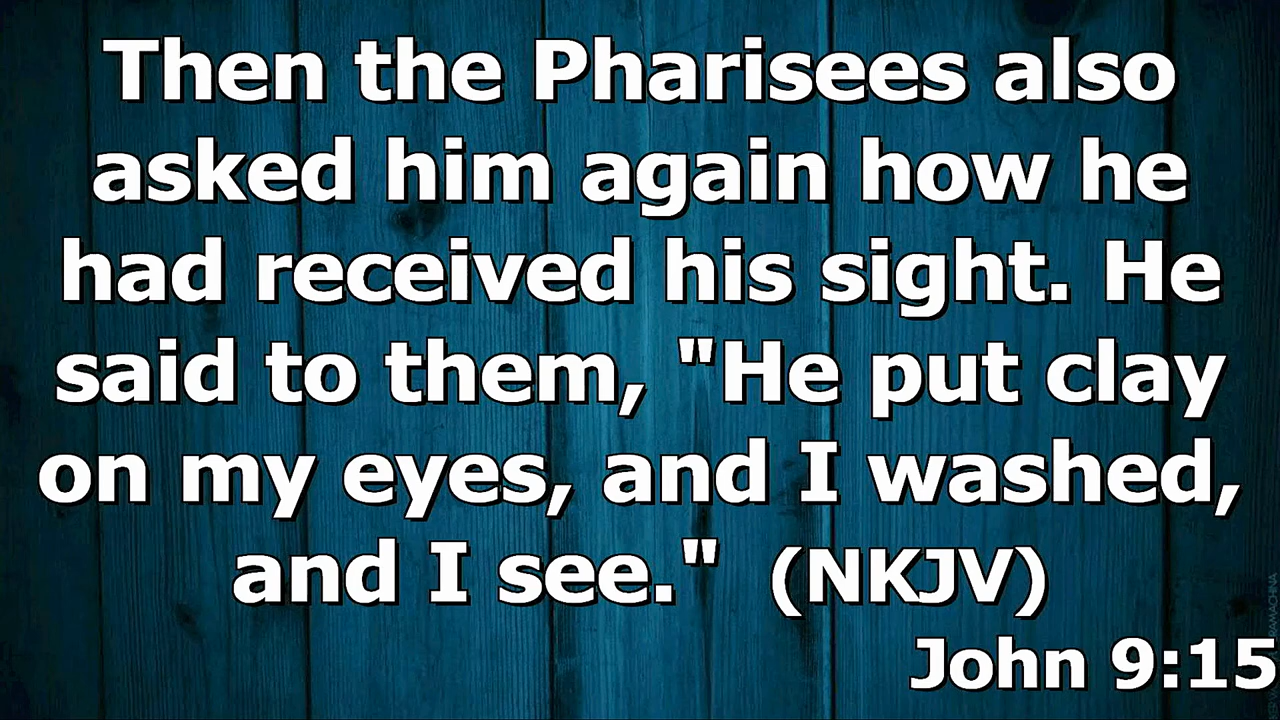 Then the Pharisees also
asked him again how he
had received his sight. He
said to them, "He put clay
on my eyes, and I washed,
and I see." (NKJV)
John 9:15